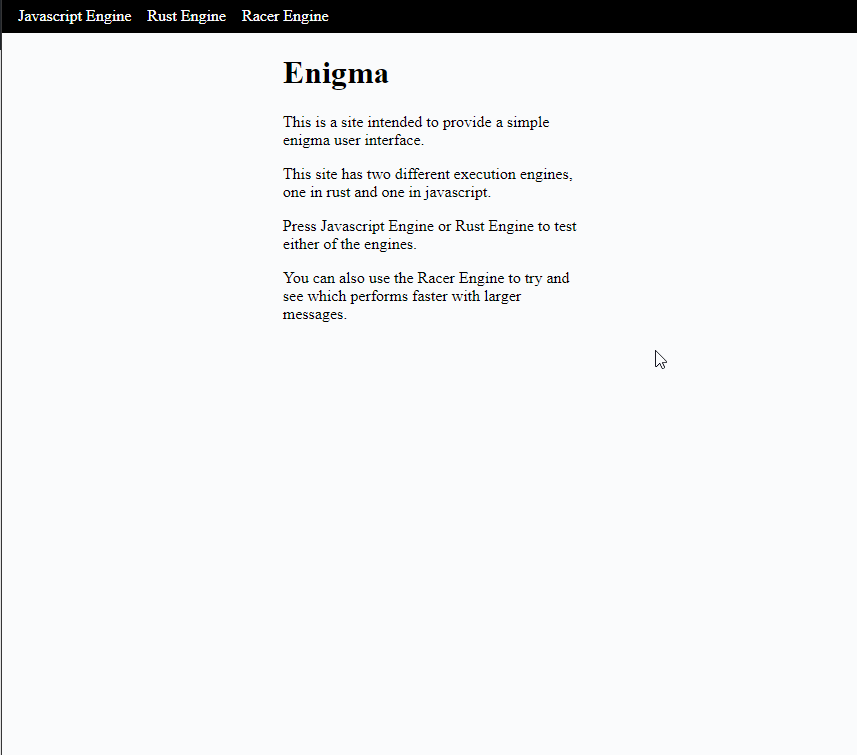 Javascript Engine Rust Engine Racer Engine
Enigma
This is a site intended to provide a simple
enigma user interface.
This site has two different execution engines,
one in rust and one in javascript.
Press Javascript Engine or Rust Engine to test
either of the engines.
You can also use the Racer Engine to try and
see which performs faster with larger
messages.